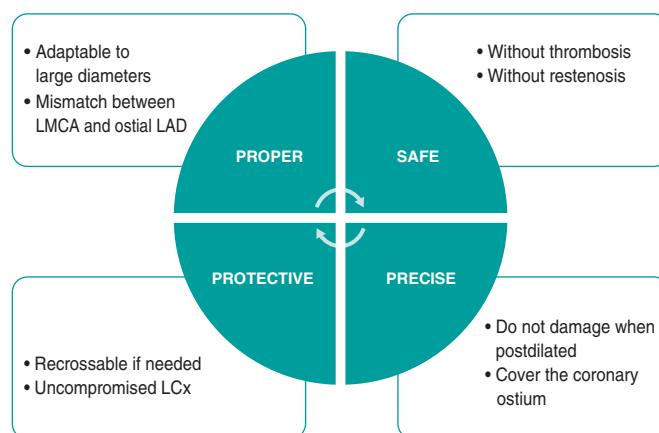 • Adaptable to
large diameters
• Mismatch between
LMCA and ostial LAD
• Without thrombosis
• Without restenosis
PROPER
SAFE
PROTECTIVE
PRECISE
• Recrossable if needed
• Uncompromised LCx
• Do not damage when
postdilated
• Cover the coronary
ostium